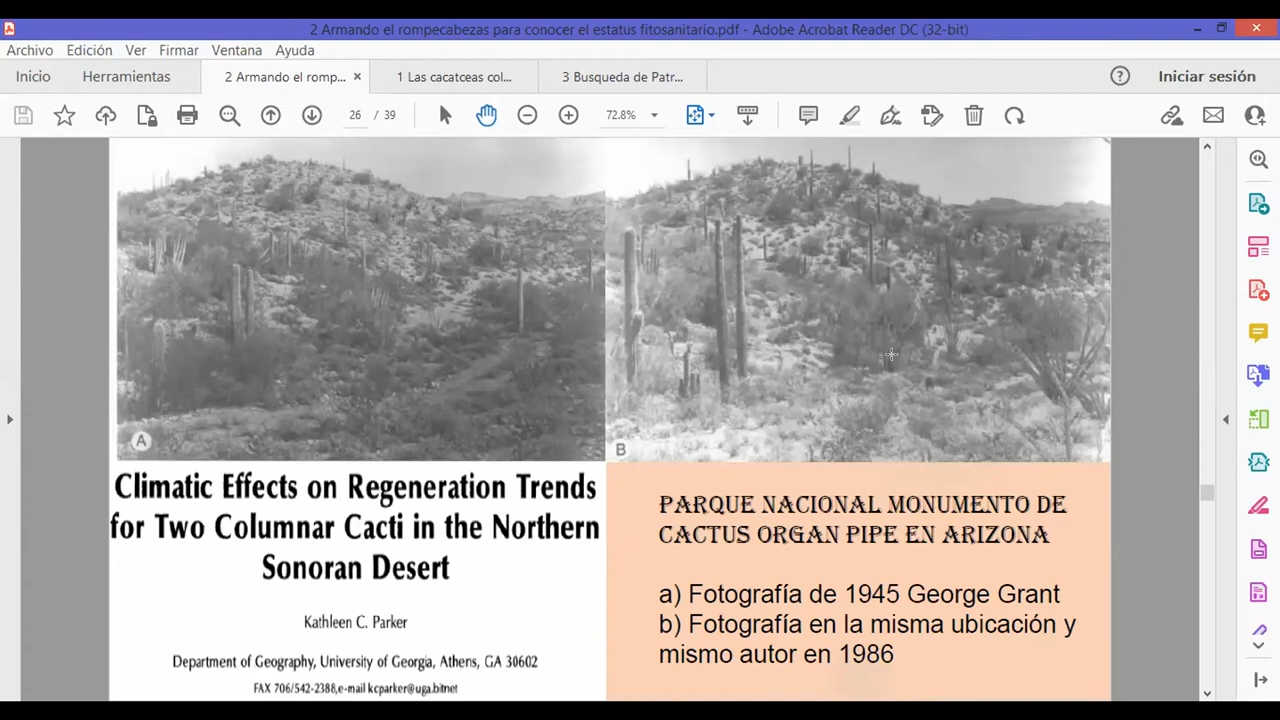 2 Armando el rompecabezas para conocer el estatus fitosanitario.pdf - Adobe Acrobat Reader DC (32-bit)
Archivo Edición Ver Firmar Ventana Ayuda
Inicio Herramientas 2 Armando el romp... × 1 Las cacatceas col... 3 Busqueda de Patr... Iniciar sesión
26 / 39 72.8%
A
B
Climatic Effects on Regeneration Trends
for Two Columnar Cacti in the Northern
Sonoran Desert
Kathleen C. Parker
Department of Geography, University of Georgia, Athens, GA 30602
FAX 706/542-2388,e-mail kcparker@uga.bitnet
PARQUE NACIONAL MONUMENTO DE
CACTUS ORGAN PIPE EN ARIZONA
a) Fotografía de 1945 George Grant
b) Fotografía en la misma ubicación y
mismo autor en 1986